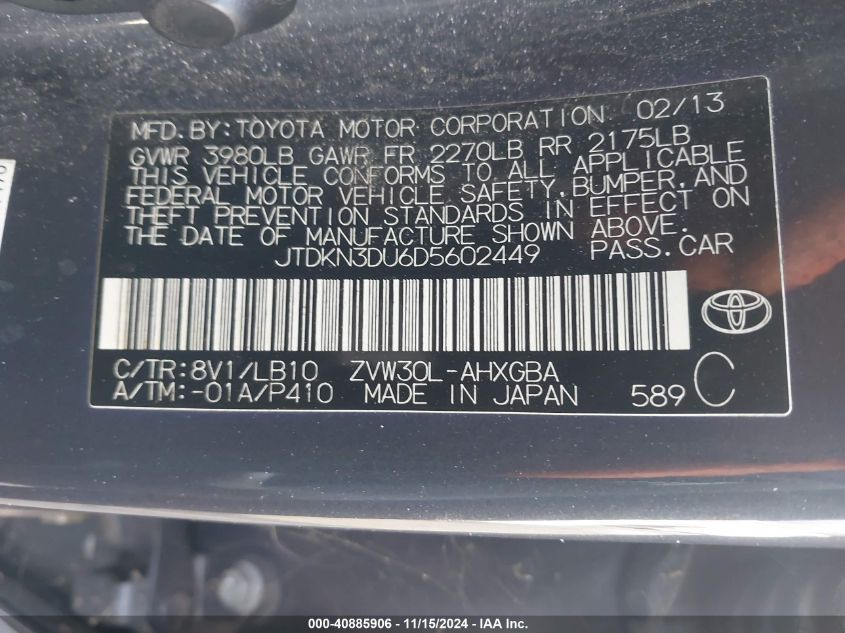 MFD.BY:TOYOTA MOTOR CORPORATION 02/13
GVWR 3980LB GAWR FR 2270LB RR 2175LB
THIS VEHICLE CONFORMS TO ALL APPLICABLE
FEDERAL MOTOR VEHICLE SAFETY,BUMPER,AND
THEFT PREVENTION STANDARDS IN EFFECT ON
THE DATE OF MANUFACTURE SHOWN ABOVE.
JTDKN3DU6D5602449 PASS.CAR
C/TR:8V1/LB10 ZVW30L-AHXGBA
A/TM:-01A/P410 MADE IN JAPAN 589 C
000-40885906 - 11/15/2024 - IAA Inc.